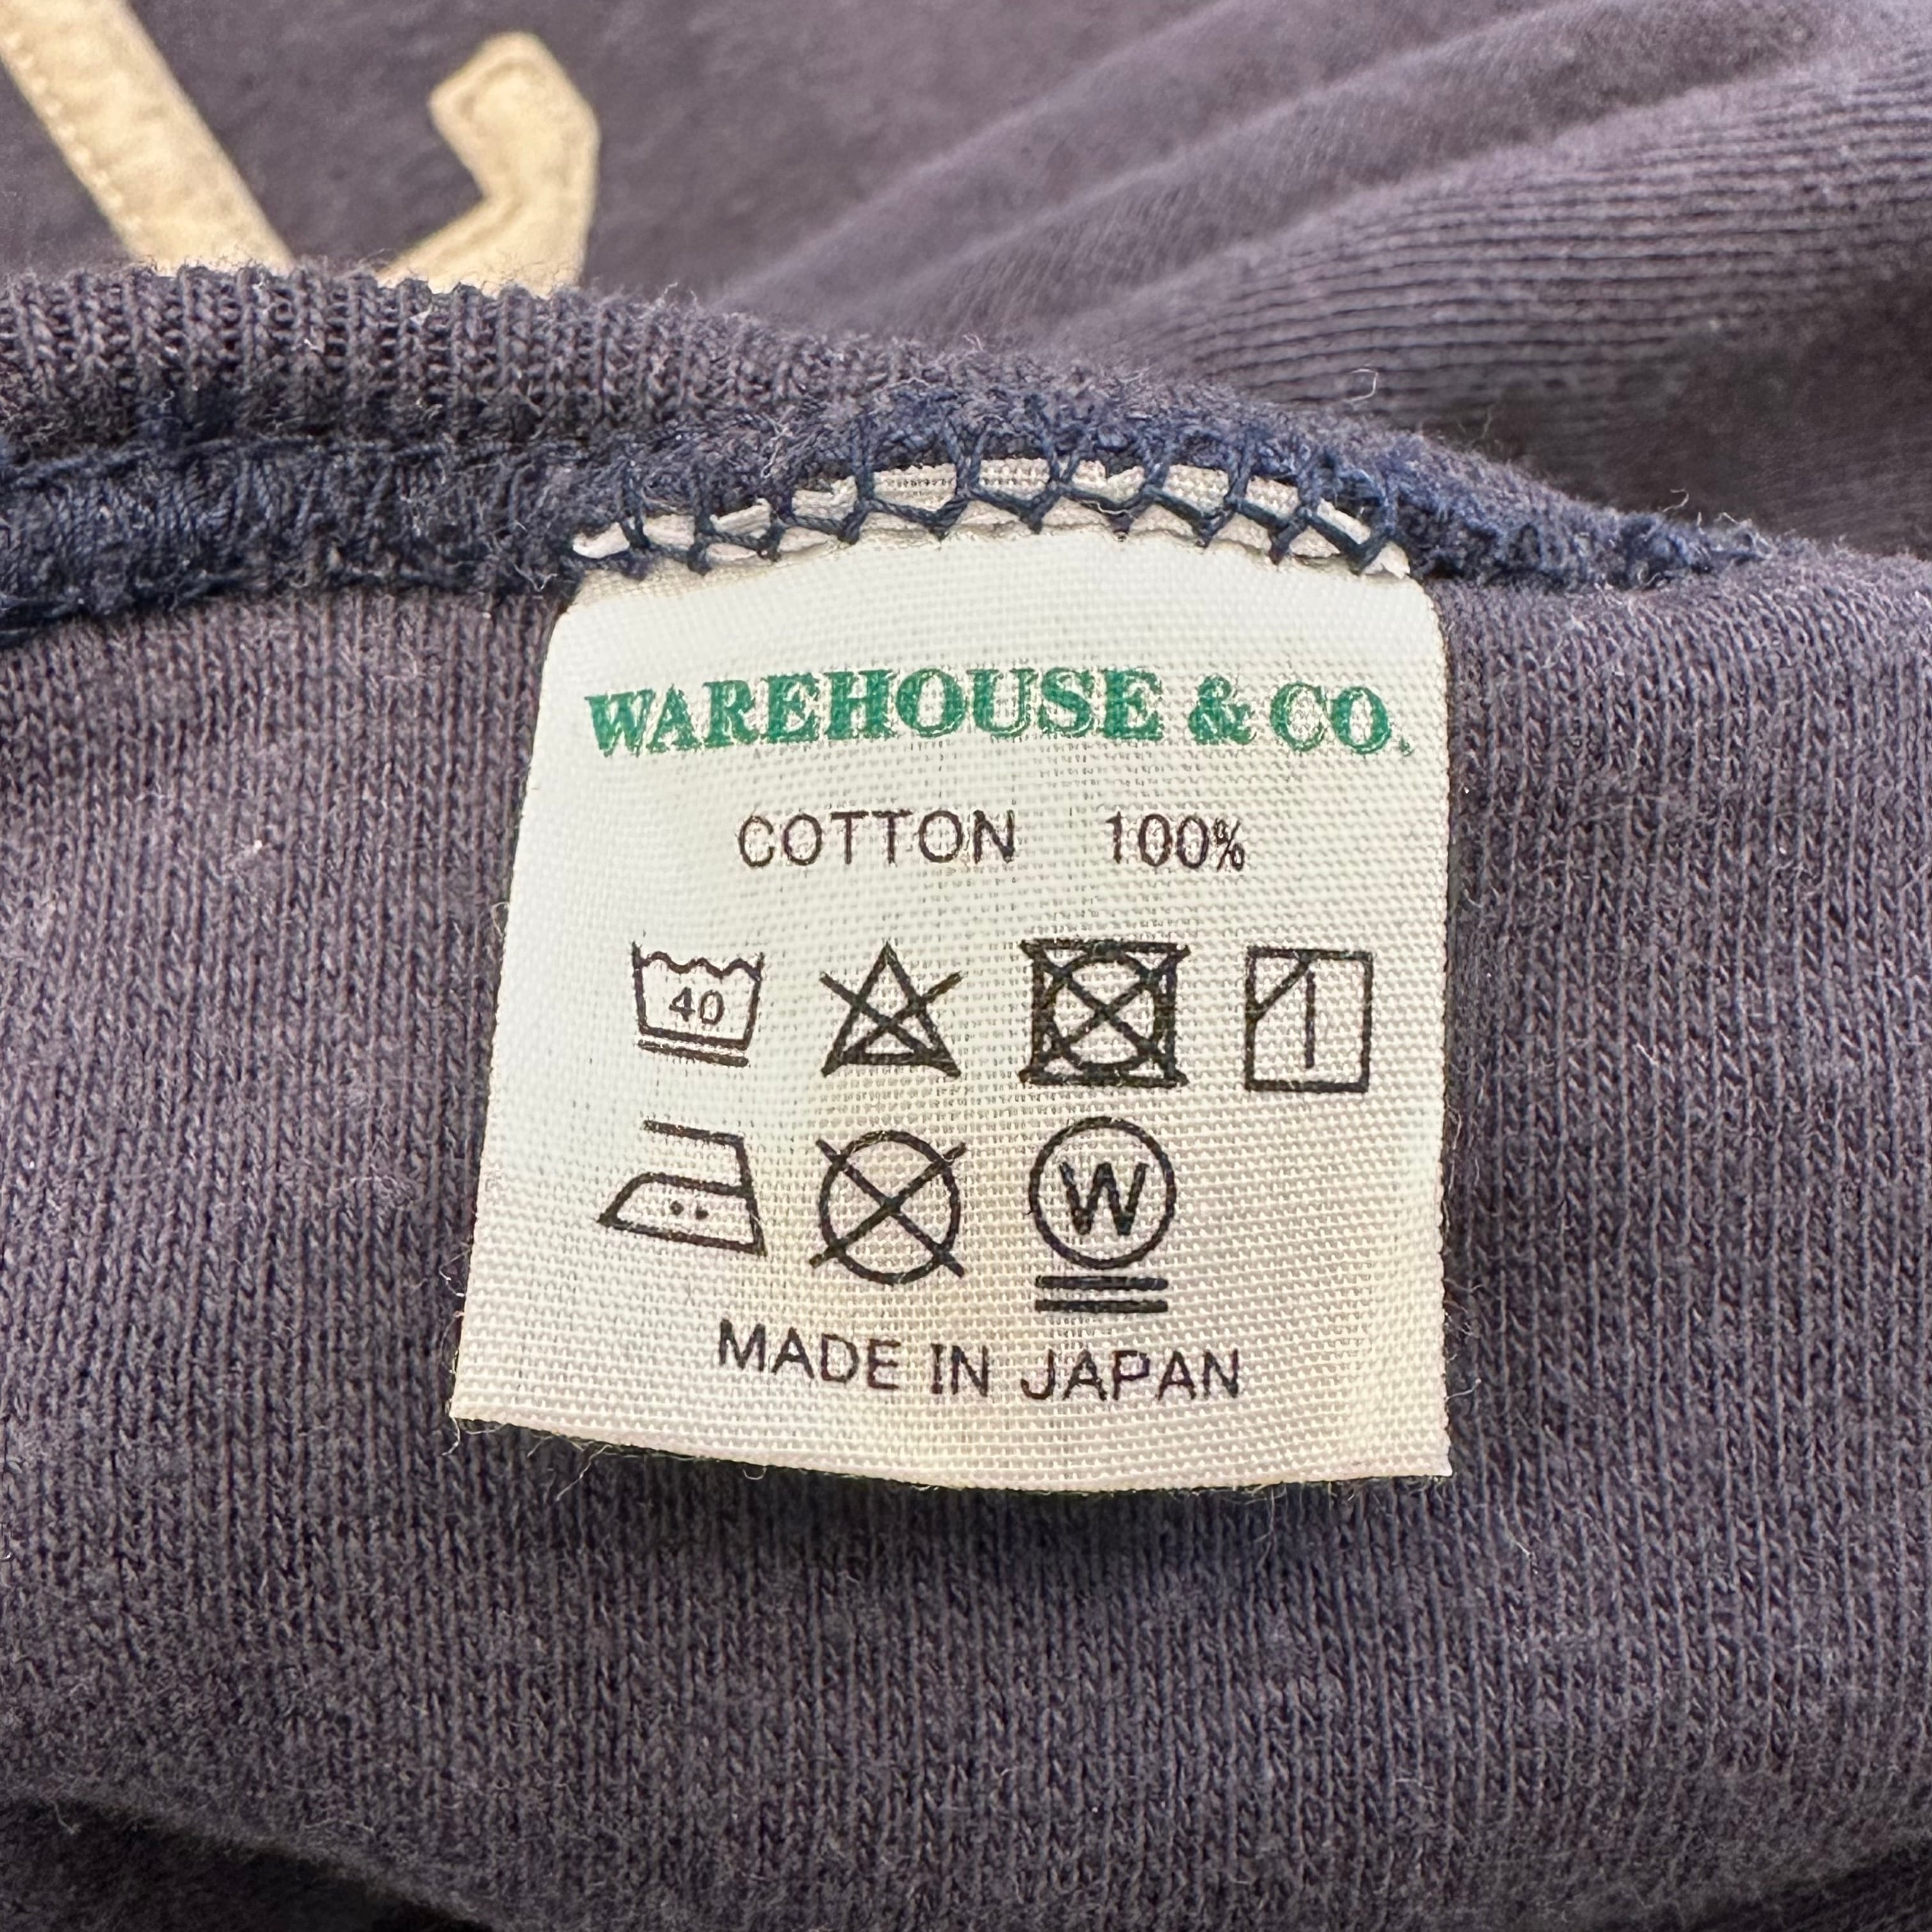 WAREHOUSE & CO.
COTTON 100%
40
W
MADE IN JAPAN